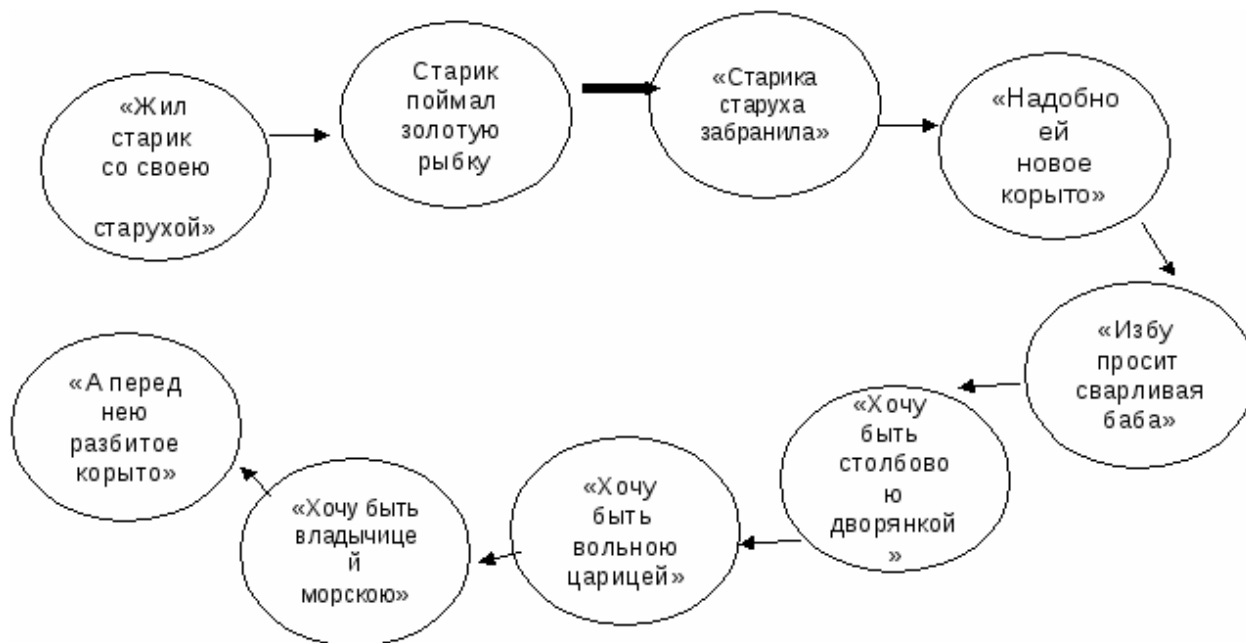 «Жил
старик
со своею
старухой»
Старик
поймал
золотую
рыбку
«Старика
старуха
забранила»
«Надобно
ей
новое
корыто»
«Избу
просит
сварливая
баба»
«Хочу
быть
столбово
ю
дворянкой
»
«Хочу
быть
вольною
царицей»
«Хочу быть
владычице
й
морскою»
«А перед
нею
разбитое
корыто»